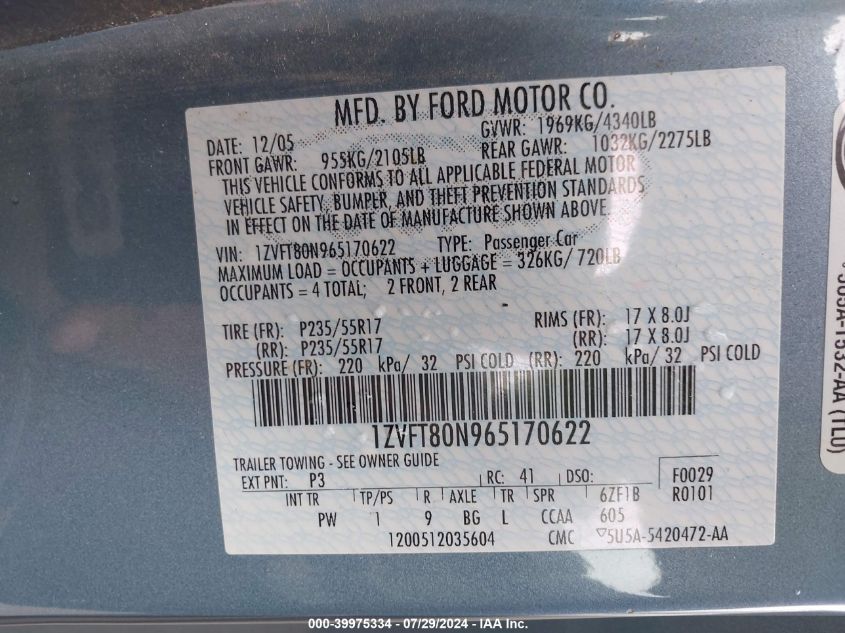 MFD. BY FORD MOTOR CO.
DATE: 12/05 GVWR: 1969KG/4340LB
FRONT GAWR: 955KG/2105LB REAR GAWR: 1032KG/2275LB
THIS VEHICLE CONFORMS TO ALL APPLICABLE FEDERAL MOTOR
VEHICLE SAFETY, BUMPER, AND THEFT PREVENTION STANDARDS
IN EFFECT ON THE DATE OF MANUFACTURE SHOWN ABOVE.
VIN: 1ZVFT80N965170622 TYPE: Passenger Car
MAXIMUM LOAD = OCCUPANTS + LUGGAGE = 326KG/ 720LB
OCCUPANTS = 4 TOTAL; 2 FRONT, 2 REAR
TIRE (FR): P235/55R17 RIMS (FR): 17 X 8.0J
(RR): P235/55R17 (RR): 17 X 8.0J
PRESSURE (FR): 220 kPa/ 32 PSI COLD (RR): 220 kPa/ 32 PSI COLD
1ZVFT80N965170622
TRAILER TOWING - SEE OWNER GUIDE
EXT PNT: P3 RC: 41 DSO: F0029
INT TR TP/PS R AXLE TR SPR 6ZF1B R0101
PW 1 9 BG L CCAA 605
1200512035604 CMC ▽5U5A-5420472-AA
000-39975334 / 07/29/2024 - IAA Inc.